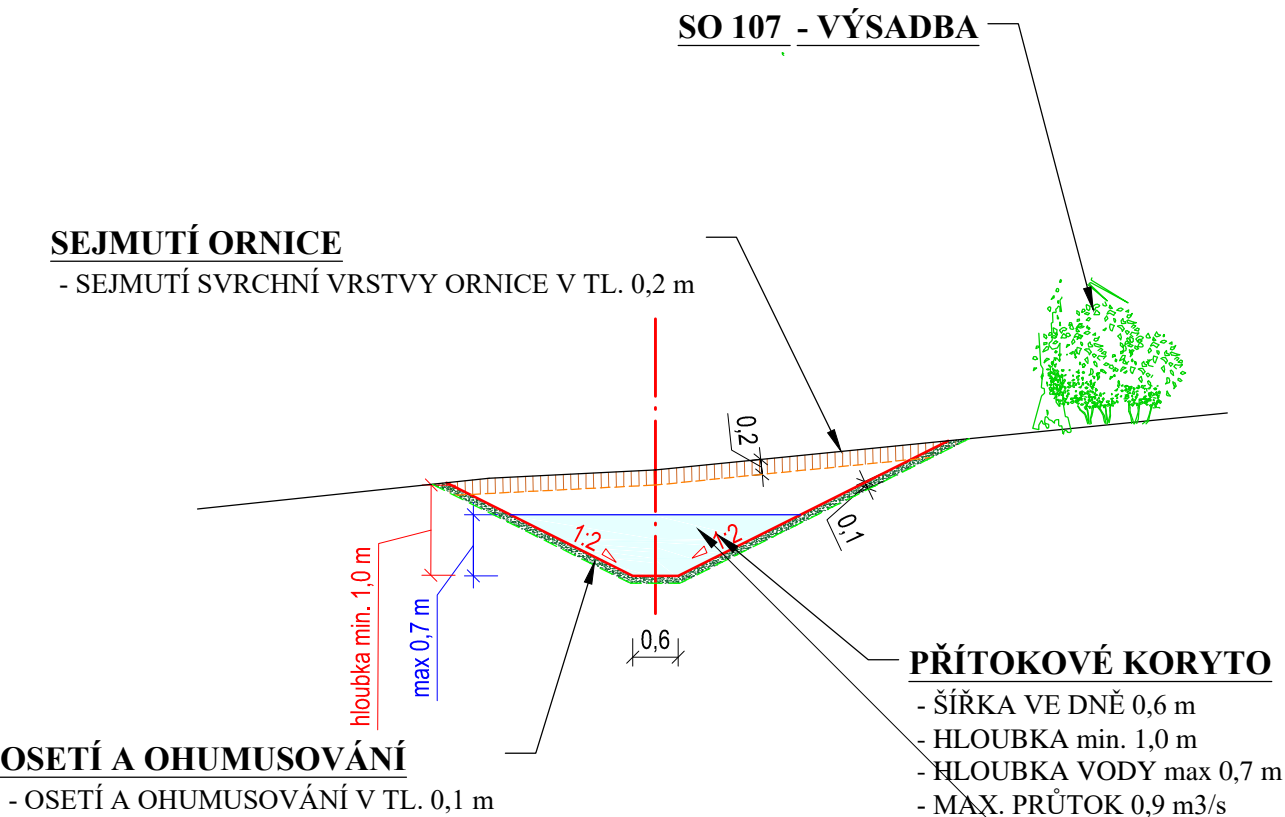 SO 107 - VÝSADBA
SEJMUTÍ ORNICE
- SEJMUTÍ SVRCHNÍ VRSTVY ORNICE V TL. 0,2 m
0,2
0,1
1:2
1:2
hloubka min. 1,0 m
max 0,7 m
0,6
PŘÍTOKOVÉ KORYTO
- ŠÍŘKA VE DNĚ 0,6 m
- HLOUBKA min. 1,0 m
- HLOUBKA VODY max 0,7 m
- MAX. PRŮTOK 0,9 m3/s
OSETÍ A OHUMUSOVÁNÍ
- OSETÍ A OHUMUSOVÁNÍ V TL. 0,1 m